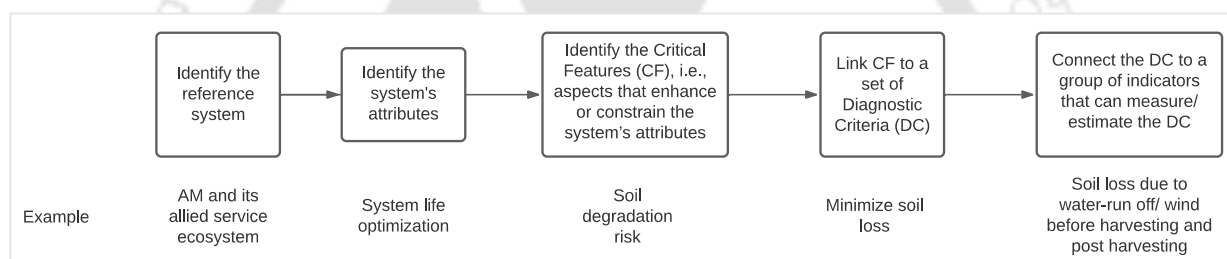 Identify the
reference
system
Identify the
system's
attributes
Identify the Critical
Features (CF), i.e.,
aspects that enhance
or constrain the
system's attributes
Link CF to a
set of
Diagnostic
Criteria (DC)
Connect the DC to a
group of indicators
that can measure/
estimate the DC
Example
AM and its
allied service
ecosystem
System life
optimization
Soil
degradation
risk
Minimize soil
loss
Soil loss due to
water-run off/ wind
before harvesting and
post harvesting